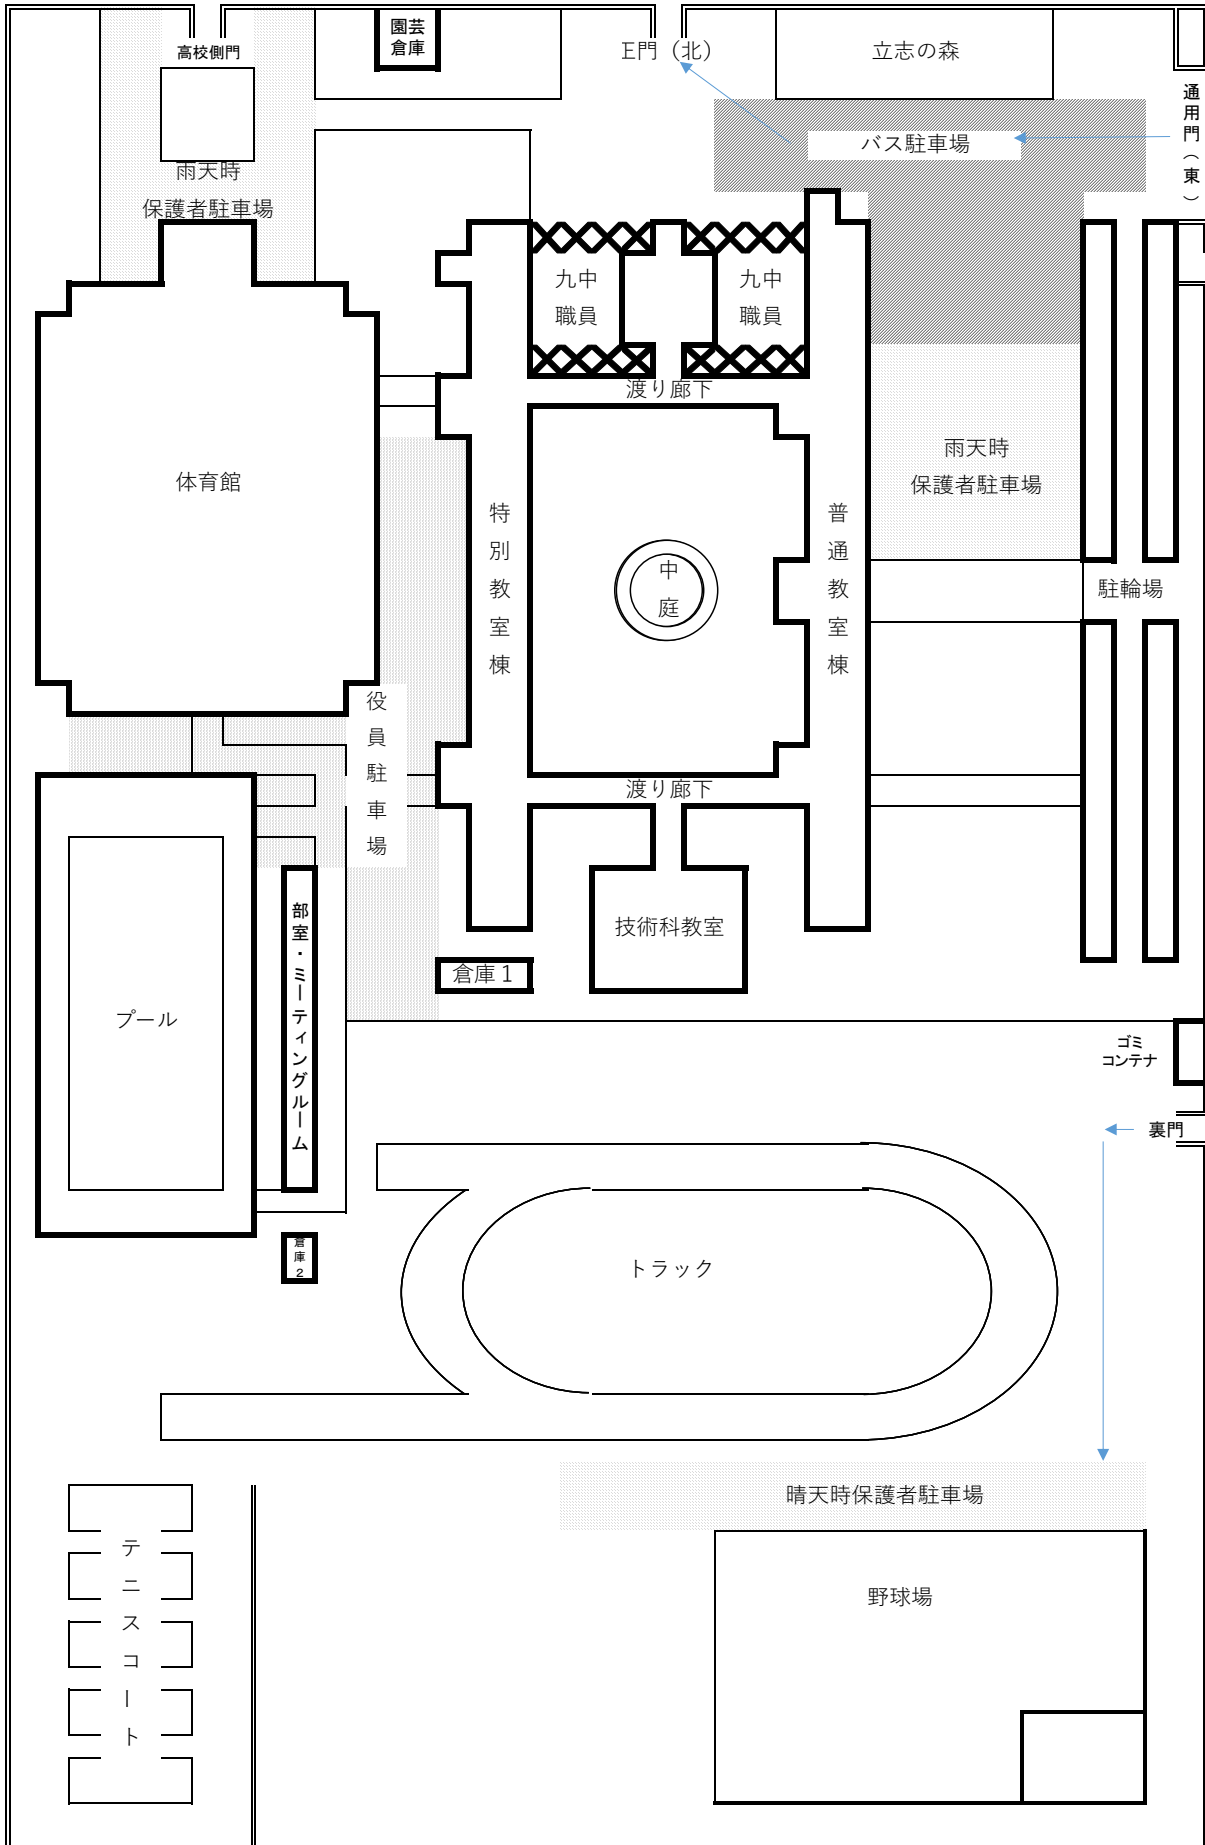 高校側門
園芸
倉庫
正門（北）
立志の森
通用門（東）
バス駐車場
雨天時
保護者駐車場
九中
職員
九中
職員
渡り廊下
体育館
特別教室棟
中庭
普通教室棟
雨天時
保護者駐車場
駐輪場
役員駐車場
渡り廊下
技術科教室
倉庫１
部室・ミーティングルーム
プール
ゴミ
コンテナ
裏門
倉庫２
トラック
晴天時保護者駐車場
テニスコート
野球場